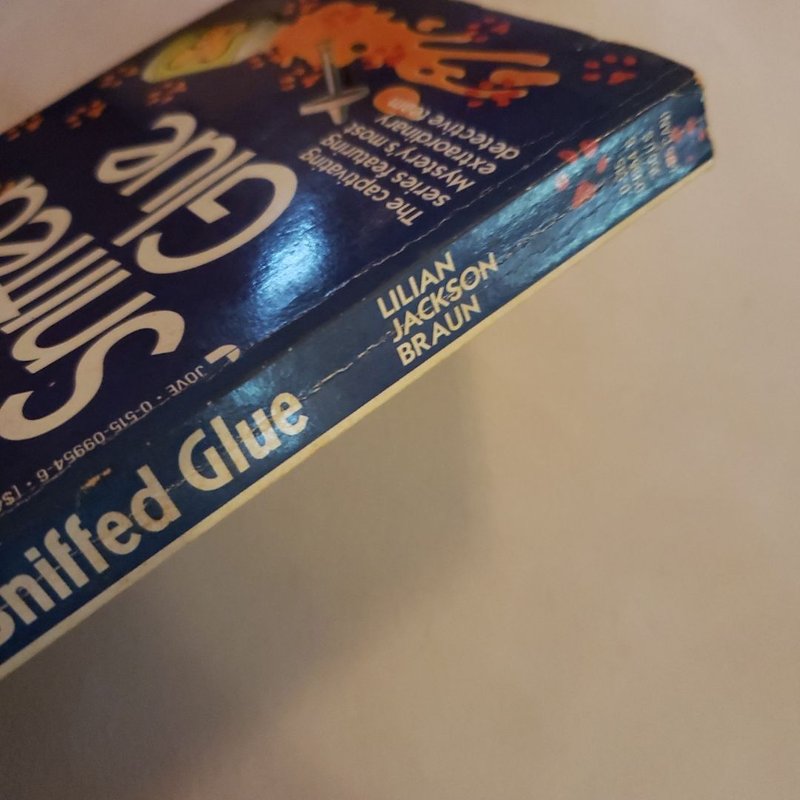 Sniffed
Glue
The captivating
series featuring
Mystery's most
extraordinary
detective team
JOVE · 0-515-09954-6 ·
Sniffed Glue
LILIAN
JACKSON
BRAUN